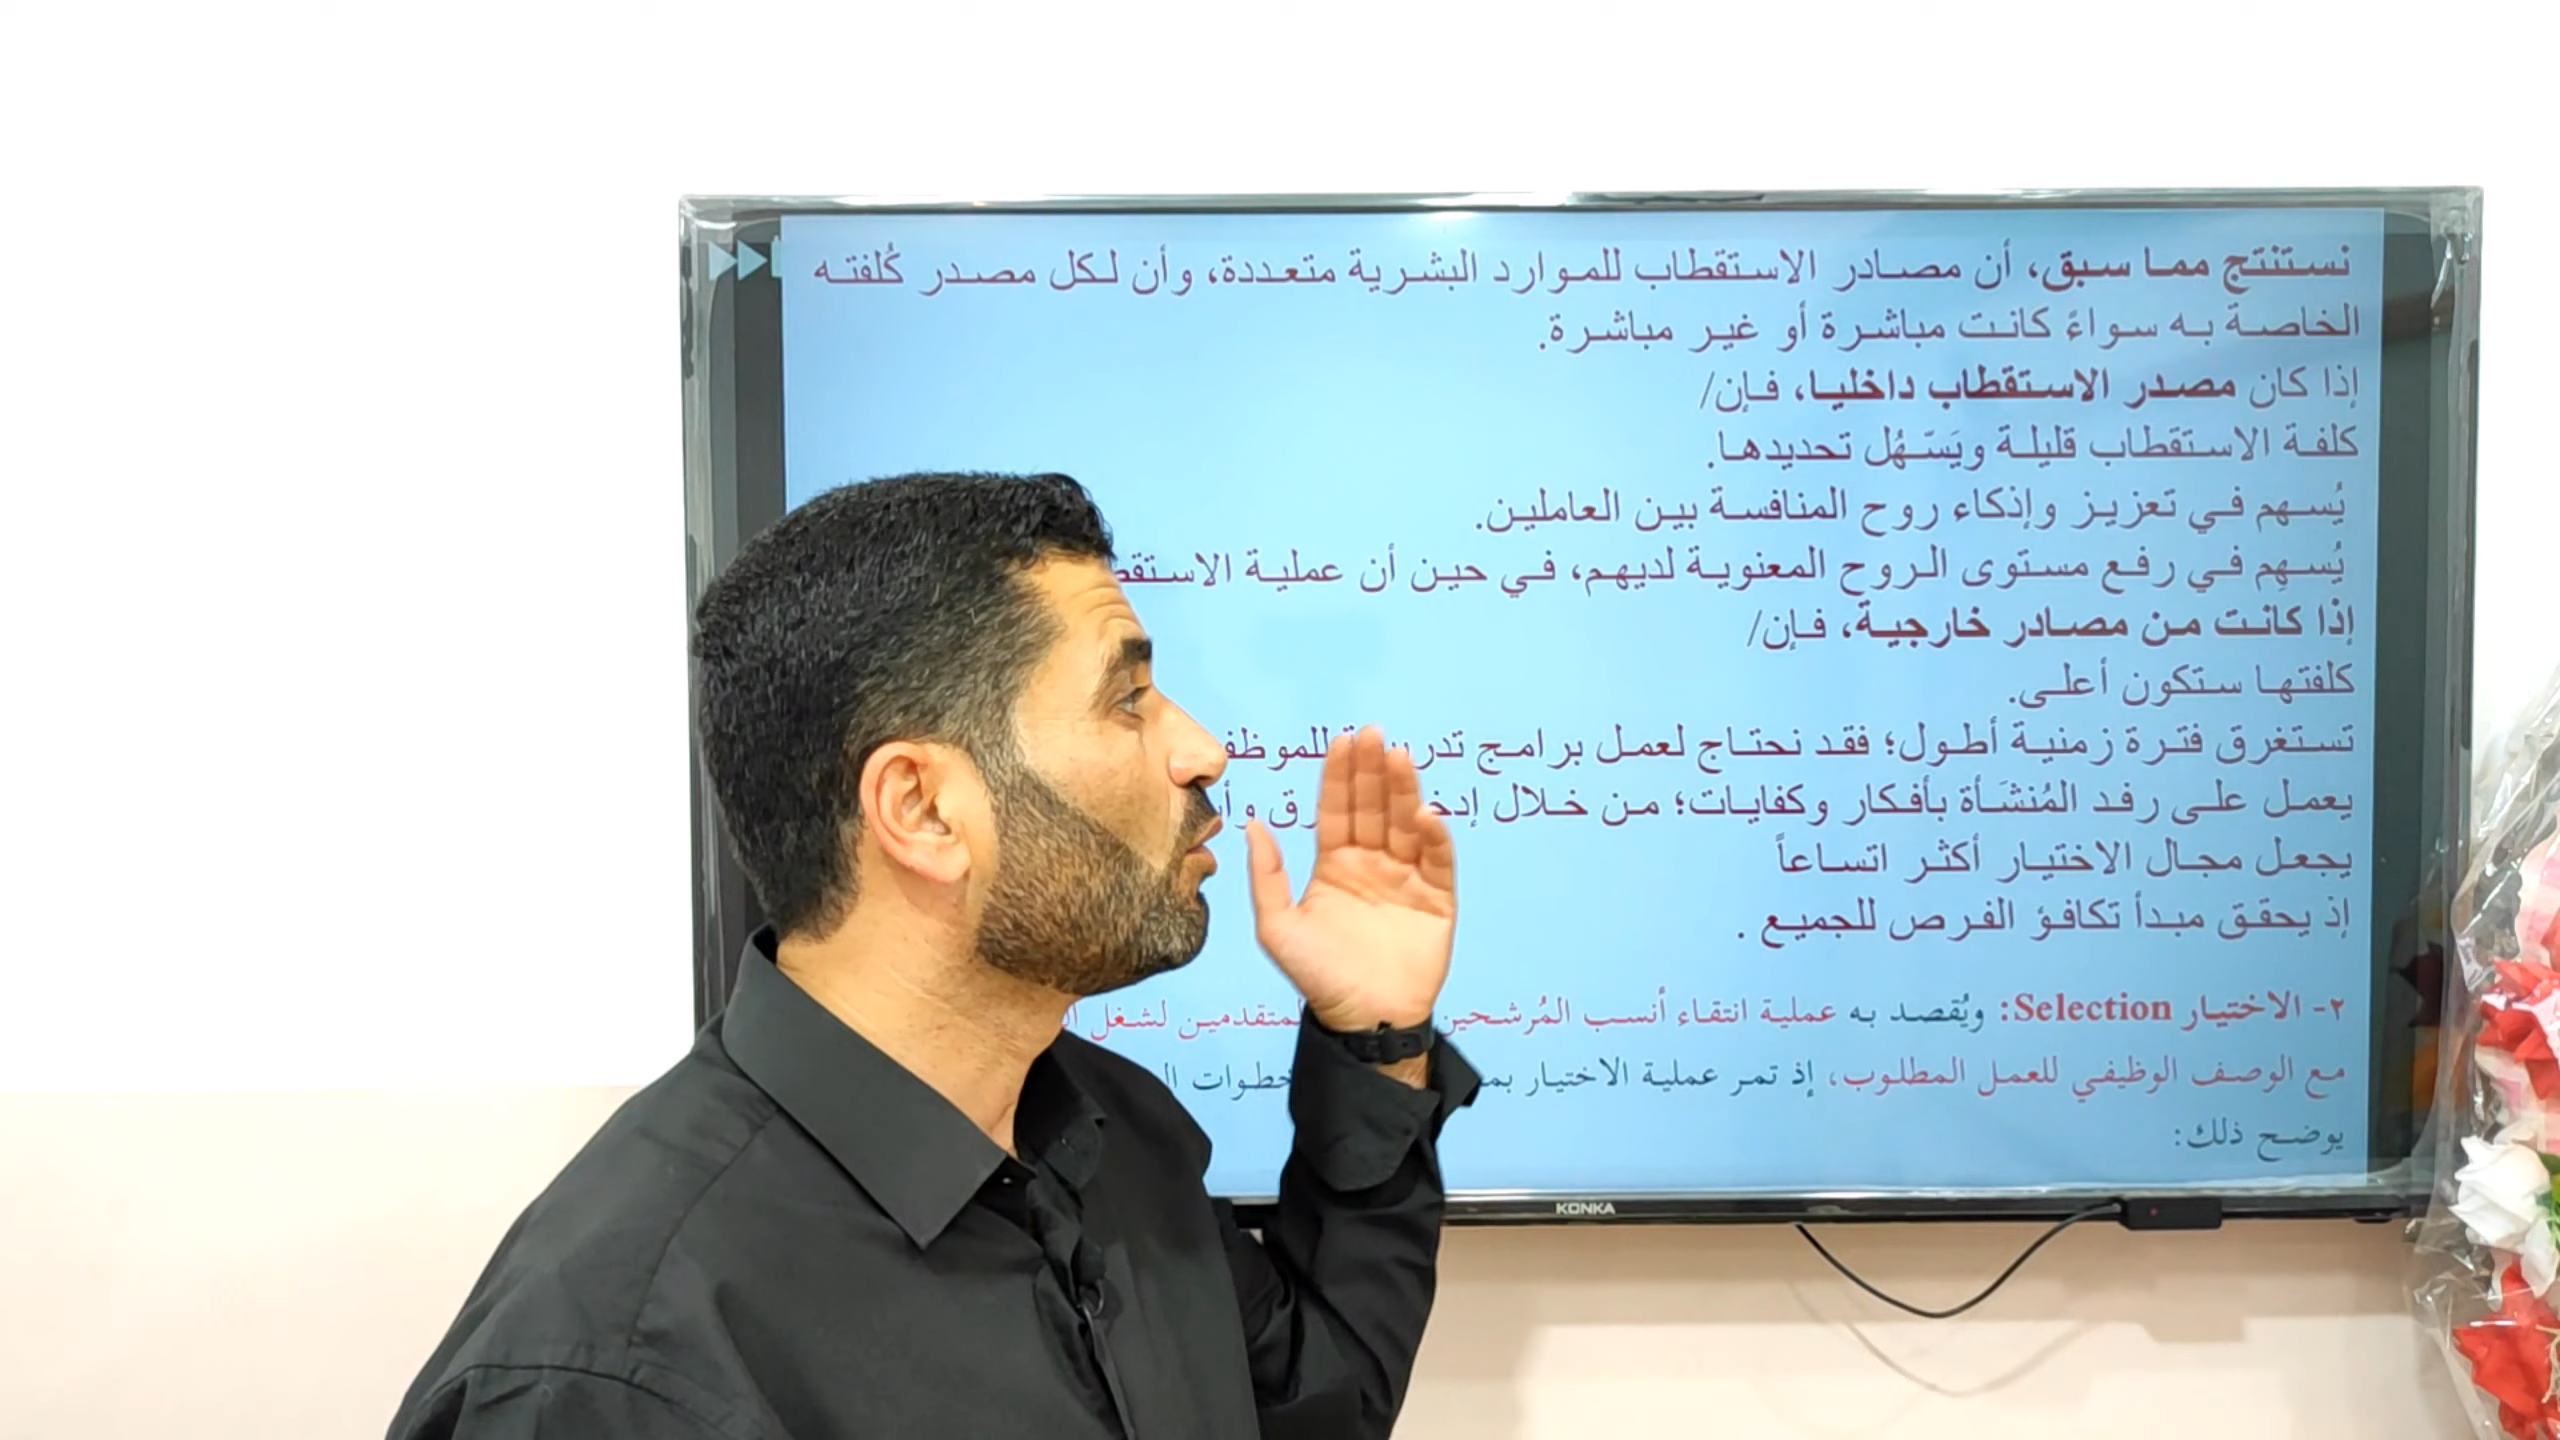 نستنتج مما سبق، أن مصادر الاستقطاب للموارد البشرية متعددة، وأن لكل مصدر كُلفته
الخاصة به سواءً كانت مباشرة أو غير مباشرة.
إذا كان مصدر الاستقطاب داخليا، فإن/
كلفة الاستقطاب قليلة ويَسّهُل تحديدها.
يُسهم في تعزيز وإذكاء روح المنافسة بين العاملين.
يُسهِم في رفع مستوى الروح المعنوية لديهم، في حين أن عملية
إذا كانت من مصادر خارجية، فإن/
كلفتها ستكون أعلى.
تستغرق فترة زمنية أطول؛ فقد نحتاج لعمل برامج
يعمل على رفد المُنشَأة بأفكار وكفايات؛ من خلال
يجعل مجال الاختيار أكثر اتساعاً
إذ يحقق مبدأ تكافؤ الفرص للجميع .
٢- الاختيار Selection: ويُقصد به عملية انتقاء أنسب المُرشحين المتقدمين لشغل
مع الوصف الوظيفي للعمل المطلوب، إذ تمر عملية الاختيار
يوضح ذلك:
KONKA